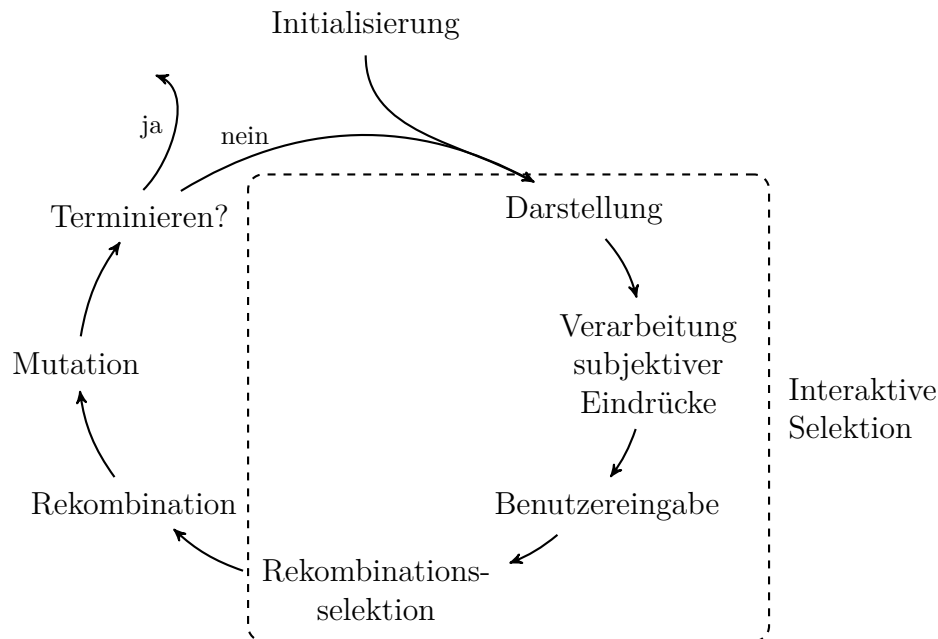 Initialisierung
ja
nein
Terminieren?
Darstellung
Verarbeitung
subjektiver
Eindrücke
Mutation
Interaktive
Selektion
Rekombination
Benutzereingabe
Rekombinations-
selektion